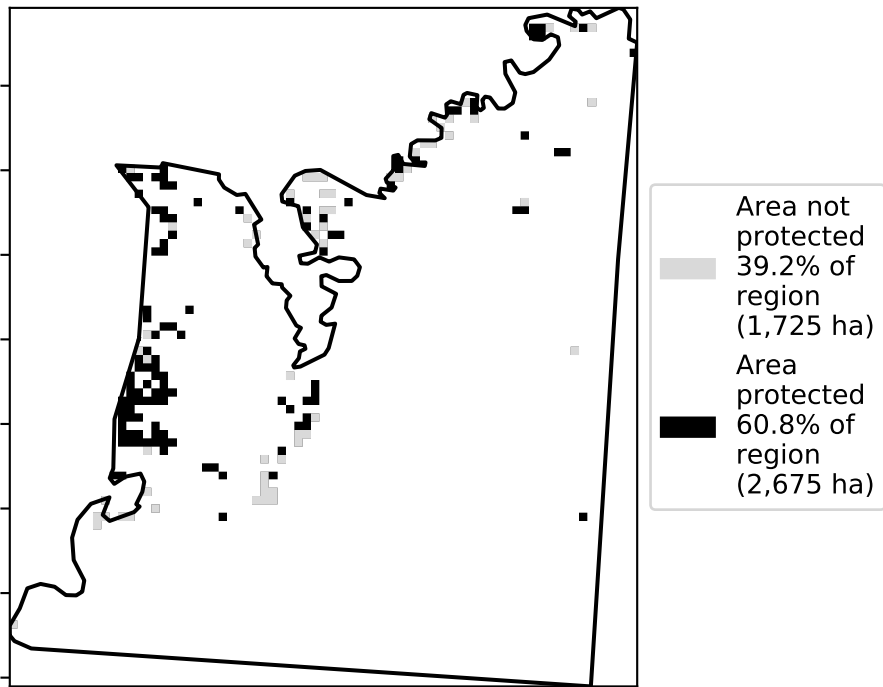 Area not
protected
39.2% of
region
(1,725 ha)
Area
protected
60.8% of
region
(2,675 ha)